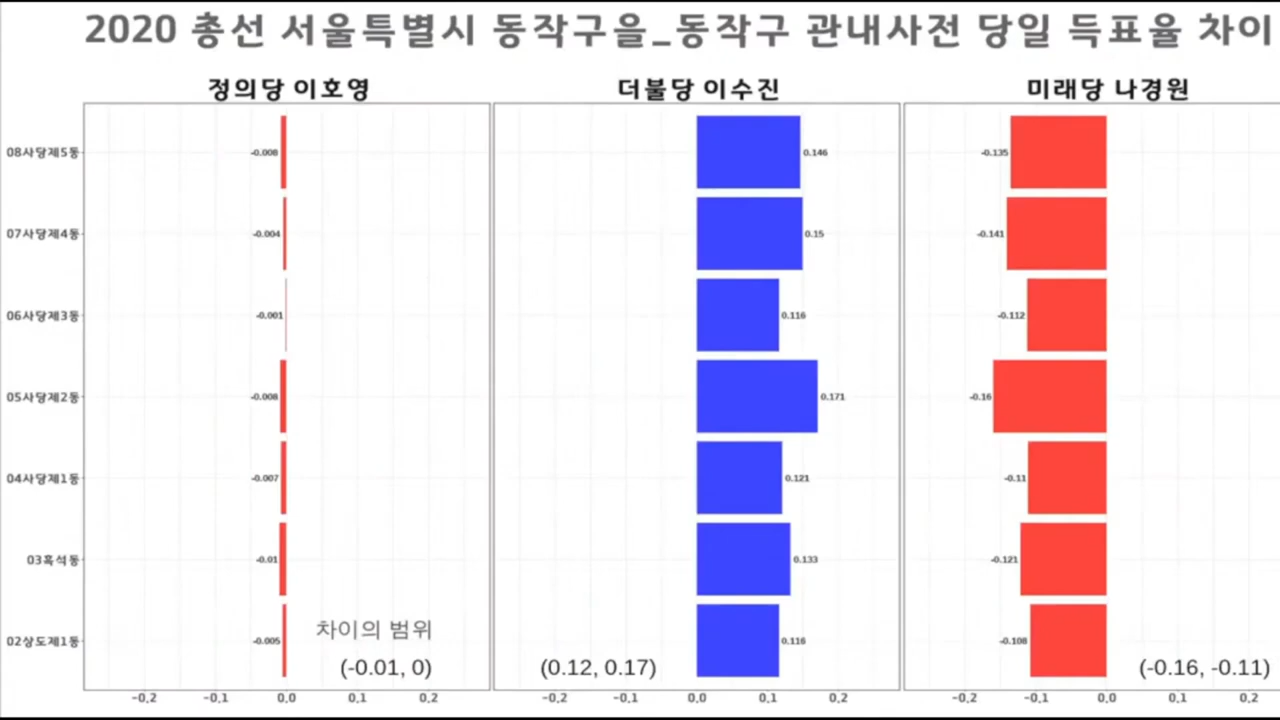 2020 총선 서울특별시 동작구을_동작구 관내사전 당일 득표율 차이
정의당 이호영 더불당 이수진 미래당 나경원
08사당제5동 -0.008 0.146 -0.135
07사당제4동 -0.004 0.15 -0.141
06사당제3동 -0.001 0.116 -0.112
05사당제2동 -0.008 0.171 -0.16
04사당제1동 -0.007 0.121 -0.11
03흑석동 -0.01 0.133 -0.121
02상도제1동 -0.005 0.116 -0.108
차이의 범위
(-0.01, 0) (0.12, 0.17) (-0.16, -0.11)
-0.2 -0.1 0.0 0.1 0.2 -0.2 -0.1 0.0 0.1 0.2 -0.2 -0.1 0.0 0.1 0.2